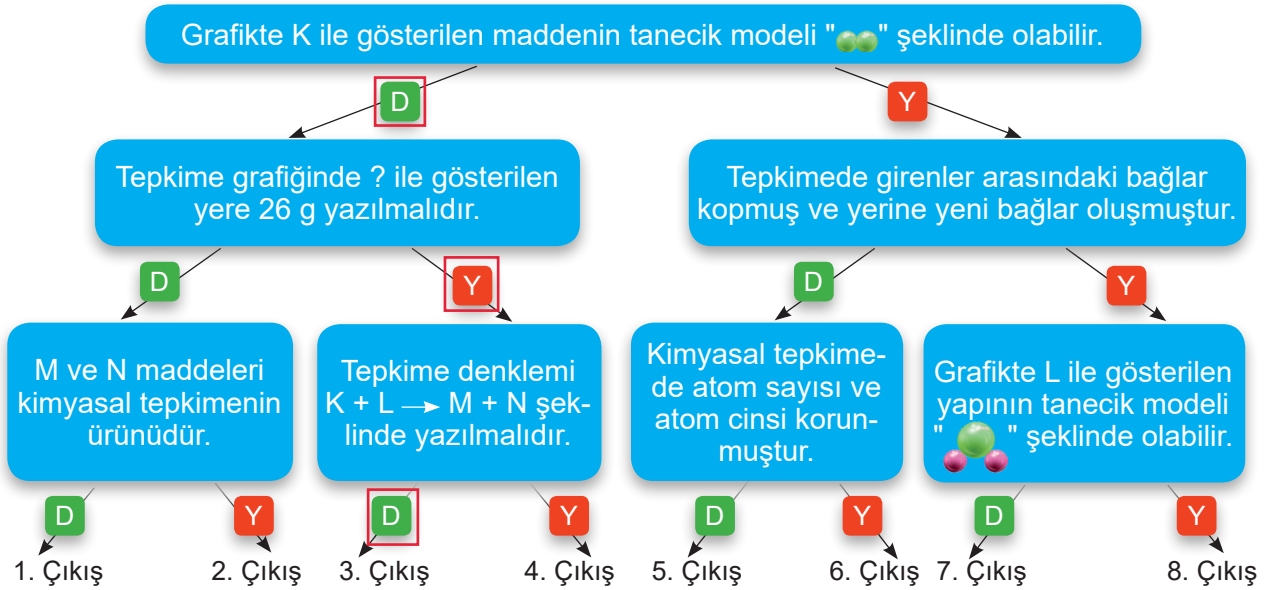 Grafikte K ile gösterilen maddenin tanecik modeli " " şeklinde olabilir.
D
Y
Tepkime grafiğinde ? ile gösterilen
yere 26 g yazılmalıdır.
Tepkimede girenler arasındaki bağlar
kopmuş ve yerine yeni bağlar oluşmuştur.
D
Y
D
Y
M ve N maddeleri
kimyasal tepkimenin
ürünüdür.
Tepkime denklemi
K + L → M + N şek-
linde yazılmalıdır.
Kimyasal tepkime-
de atom sayısı ve
atom cinsi korun-
muştur.
Grafikte L ile gösterilen
yapının tanecik modeli
" " şeklinde olabilir.
D
Y
D
Y
D
Y
D
Y
1. Çıkış
2. Çıkış
3. Çıkış
4. Çıkış
5. Çıkış
6. Çıkış
7. Çıkış
8. Çıkış